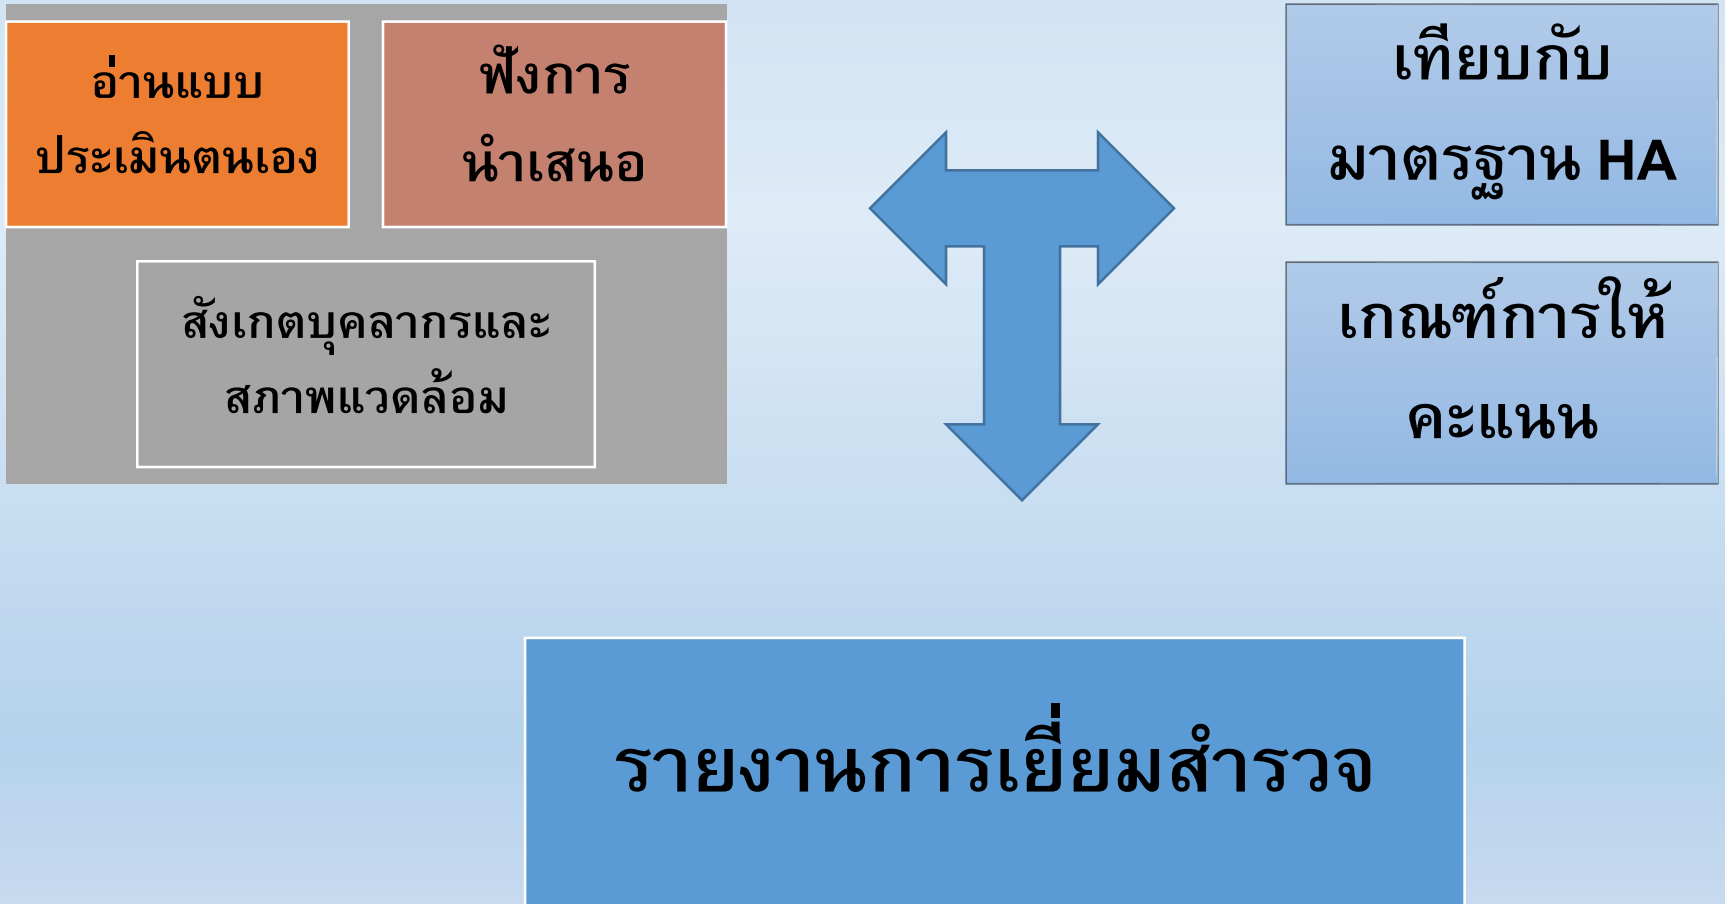 อ่านแบบ
ประเมินตนเอง
ฟังการ
นำเสนอ
สังเกตบุคลากรและ
สภาพแวดล้อม
เทียบกับ
มาตรฐาน HA
เกณฑ์การให้
คะแนน
รายงานการเยี่ยมสำรวจ